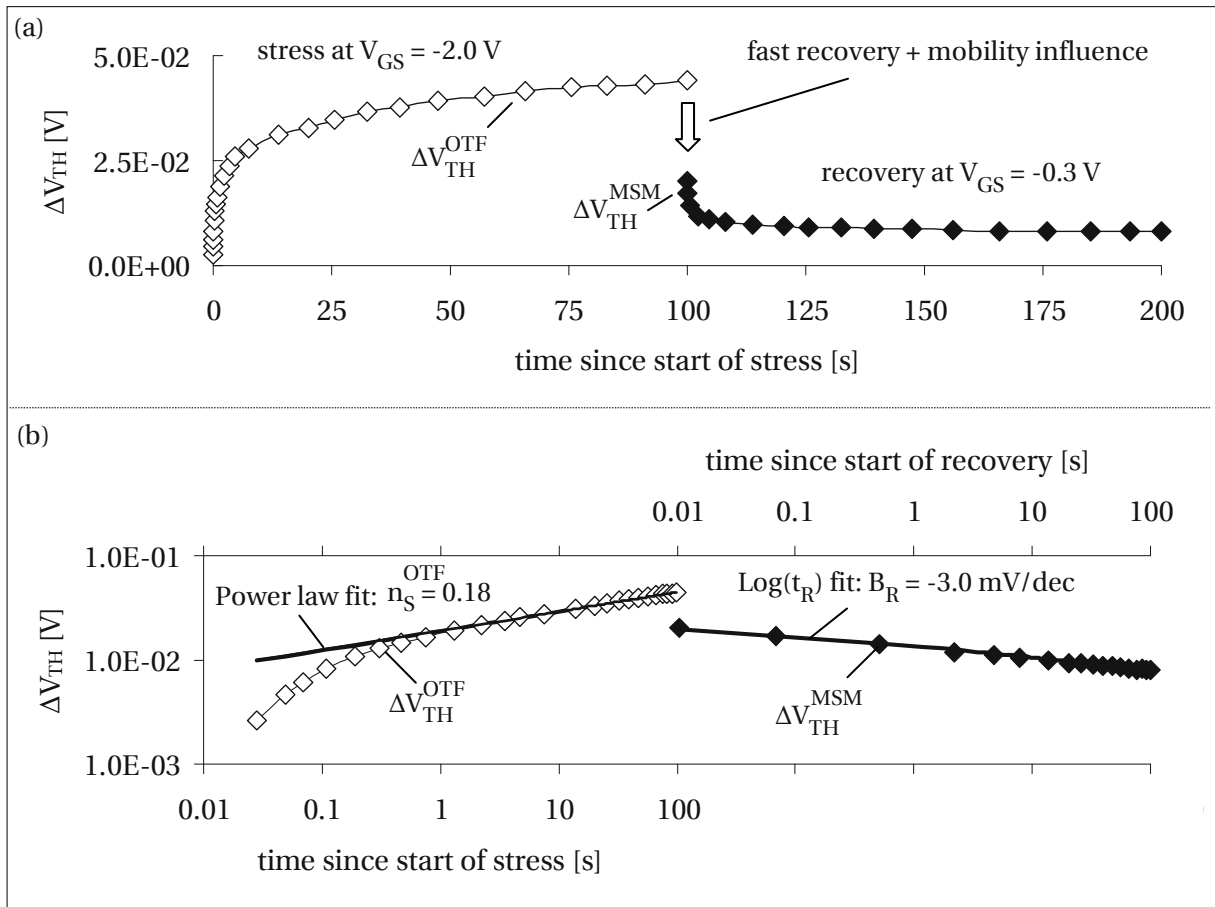 (a)
stress at V_GS = -2.0 V
fast recovery + mobility influence
5.0E-02
2.5E-02
0.0E+00
ΔV_TH [V]
ΔV_TH^OTF
ΔV_TH^MSM
recovery at V_GS = -0.3 V
0 25 50 75 100 125 150 175 200
time since start of stress [s]
(b)
time since start of recovery [s]
0.01 0.1 1 10 100
1.0E-01
1.0E-02
1.0E-03
ΔV_TH [V]
Power law fit: n_S^OTF = 0.18
Log(t_R) fit: B_R = -3.0 mV/dec
ΔV_TH^OTF
ΔV_TH^MSM
0.01 0.1 1 10 100
time since start of stress [s]